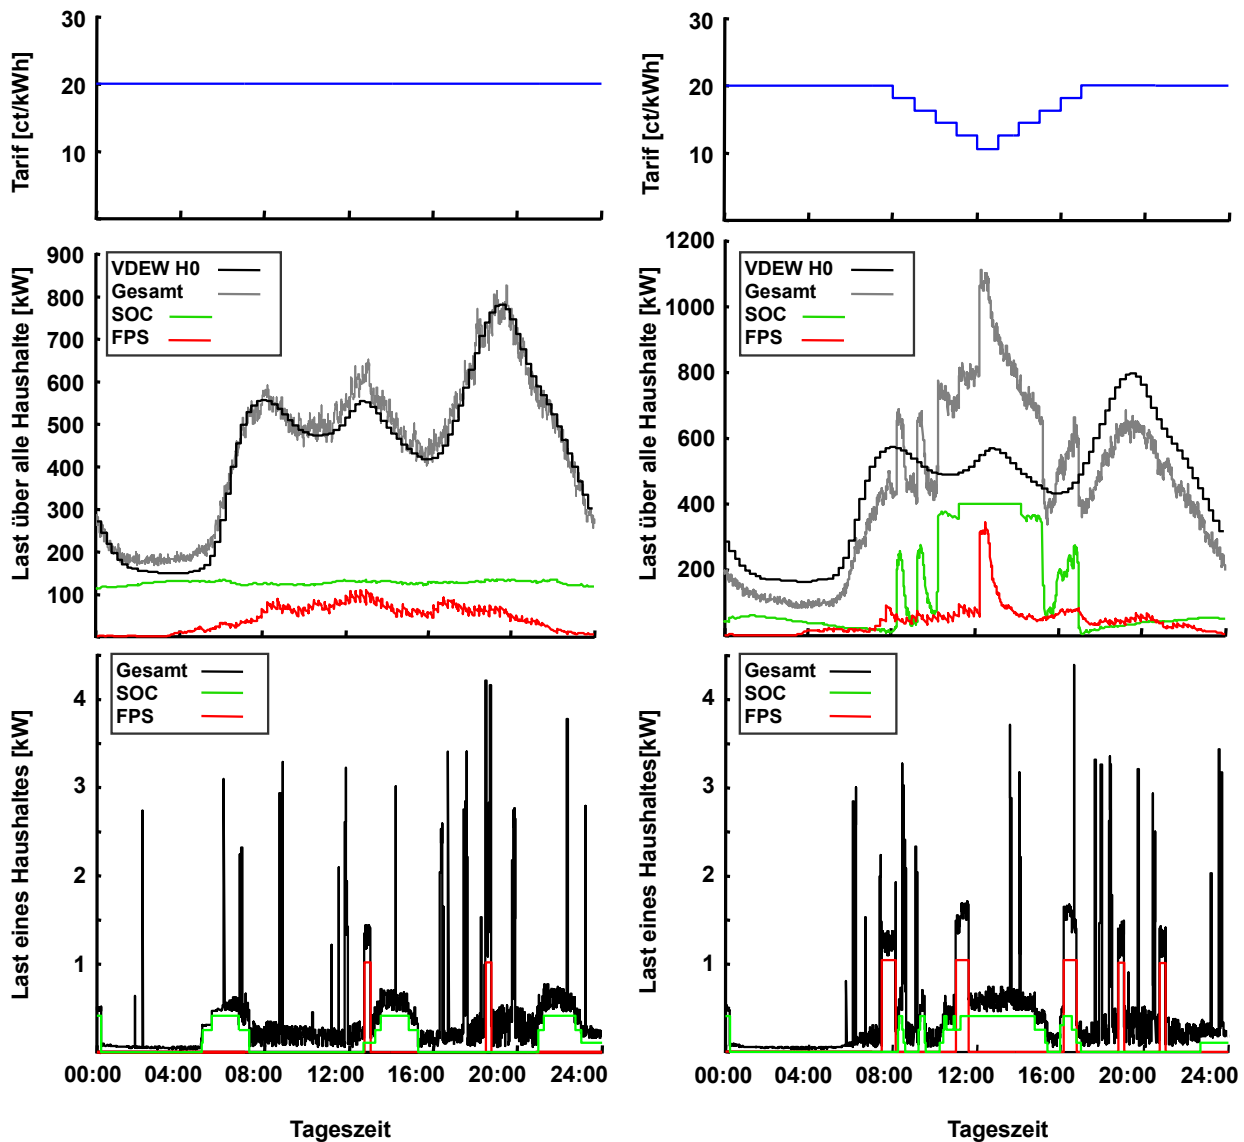 Tarif [ct/kWh]
30
20
10
Tarif [ct/kWh]
30
20
10
Last über alle Haushalte [kW]
900
800
700
600
500
400
300
200
100
VDEW H0
Gesamt
SOC
FPS
Last über alle Haushalte [kW]
1200
1000
800
600
400
200
VDEW H0
Gesamt
SOC
FPS
Last eines Haushaltes [kW]
4
3
2
1
Gesamt
SOC
FPS
00:00 04:00 08:00 12:00 16:00 20:00 24:00
Tageszeit
Last eines Haushaltes[kW]
4
3
2
1
Gesamt
SOC
FPS
00:00 04:00 08:00 12:00 16:00 20:00 24:00
Tageszeit